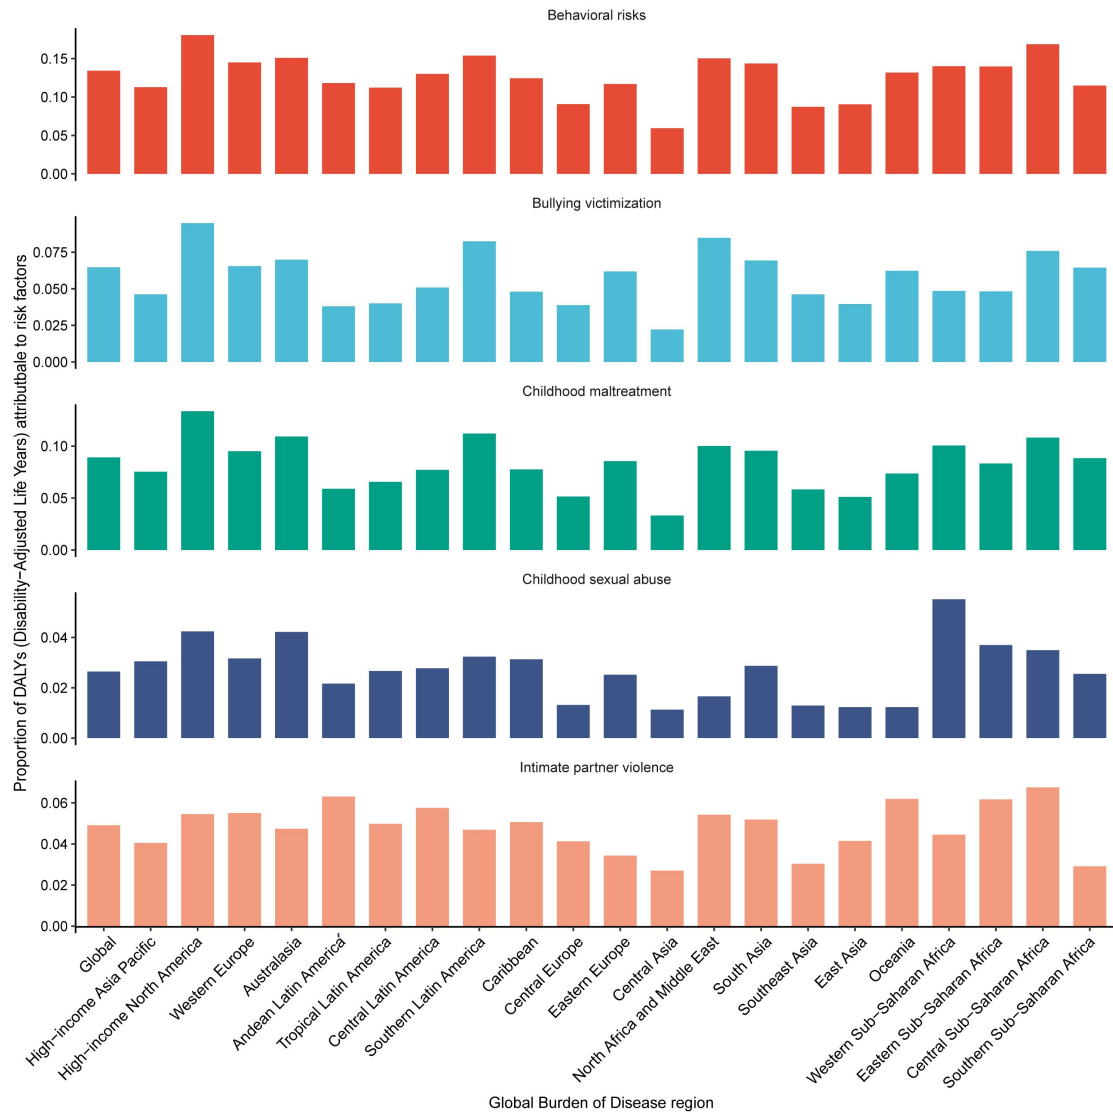 Behavioral risks
0.15
0.10
0.05
0.00
Bullying victimization
0.075
0.050
0.025
0.000
Childhood maltreatment
0.10
0.05
0.00
Childhood sexual abuse
0.04
0.02
0.00
Intimate partner violence
0.06
0.04
0.02
0.00
Proportion of DALYs (Disability−Adjusted Life Years) attributbale to risk factors
Global
High−income Asia Pacific
High−income North America
Western Europe
Australasia
Andean Latin America
Tropical Latin America
Central Latin America
Southern Latin America
Caribbean
Central Europe
Eastern Europe
Central Asia
North Africa and Middle East
South Asia
Southeast Asia
East Asia
Oceania
Western Sub−Saharan Africa
Eastern Sub−Saharan Africa
Central Sub−Saharan Africa
Southern Sub−Saharan Africa
Global Burden of Disease region